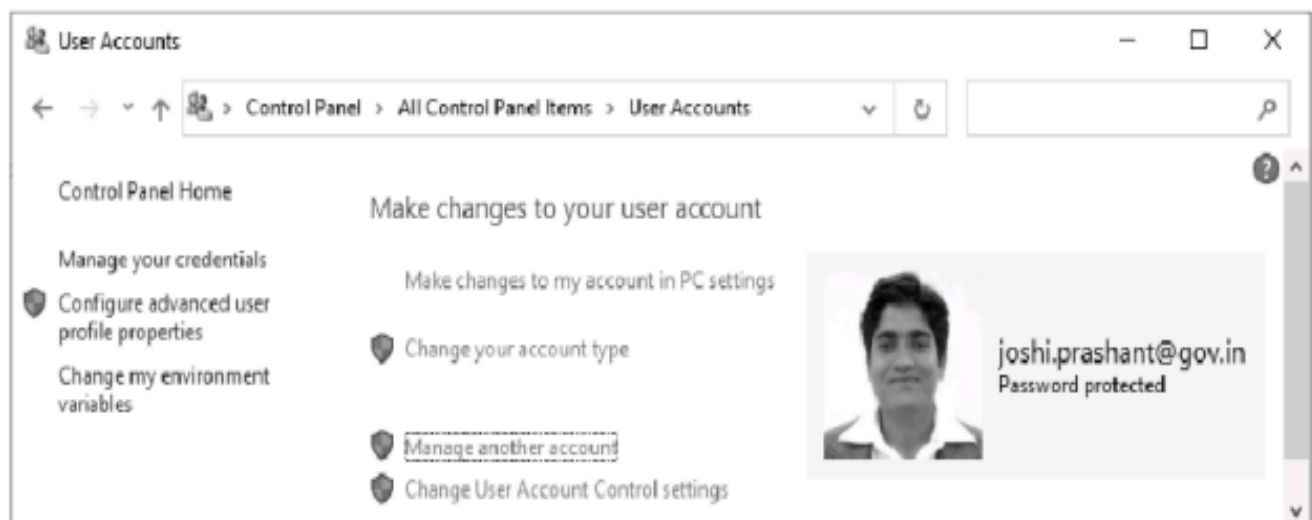 User Accounts
Control Panel > All Control Panel Items > User Accounts
Control Panel Home
Manage your credentials
Configure advanced user
profile properties
Change my environment
variables
Make changes to your user account
Make changes to my account in PC settings
Change your account type
Manage another account
Change User Account Control settings
joshi.prashant@gov.in
Password protected